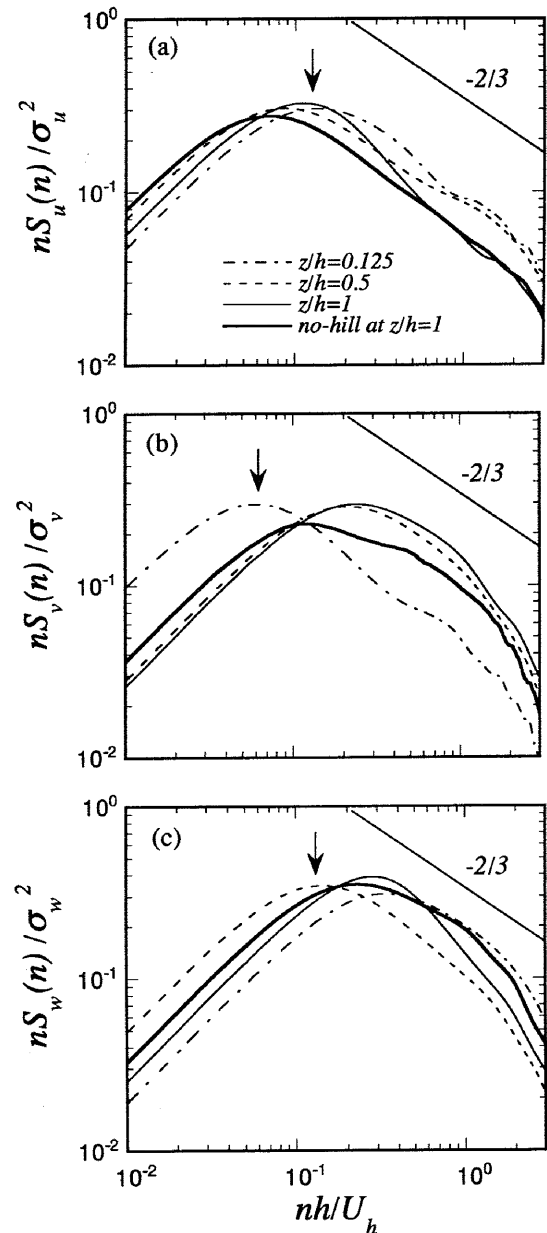 (a)
10^0
10^-1
10^-2
nS_u(n)/σ_u^2
-2/3
z/h=0.125
z/h=0.5
z/h=1
no-hill at z/h=1
(b)
10^0
10^-1
10^-2
nS_v(n)/σ_v^2
-2/3
(c)
10^0
10^-1
10^-2
nS_w(n)/σ_w^2
-2/3
10^-2
10^-1
10^0
nh/U_h